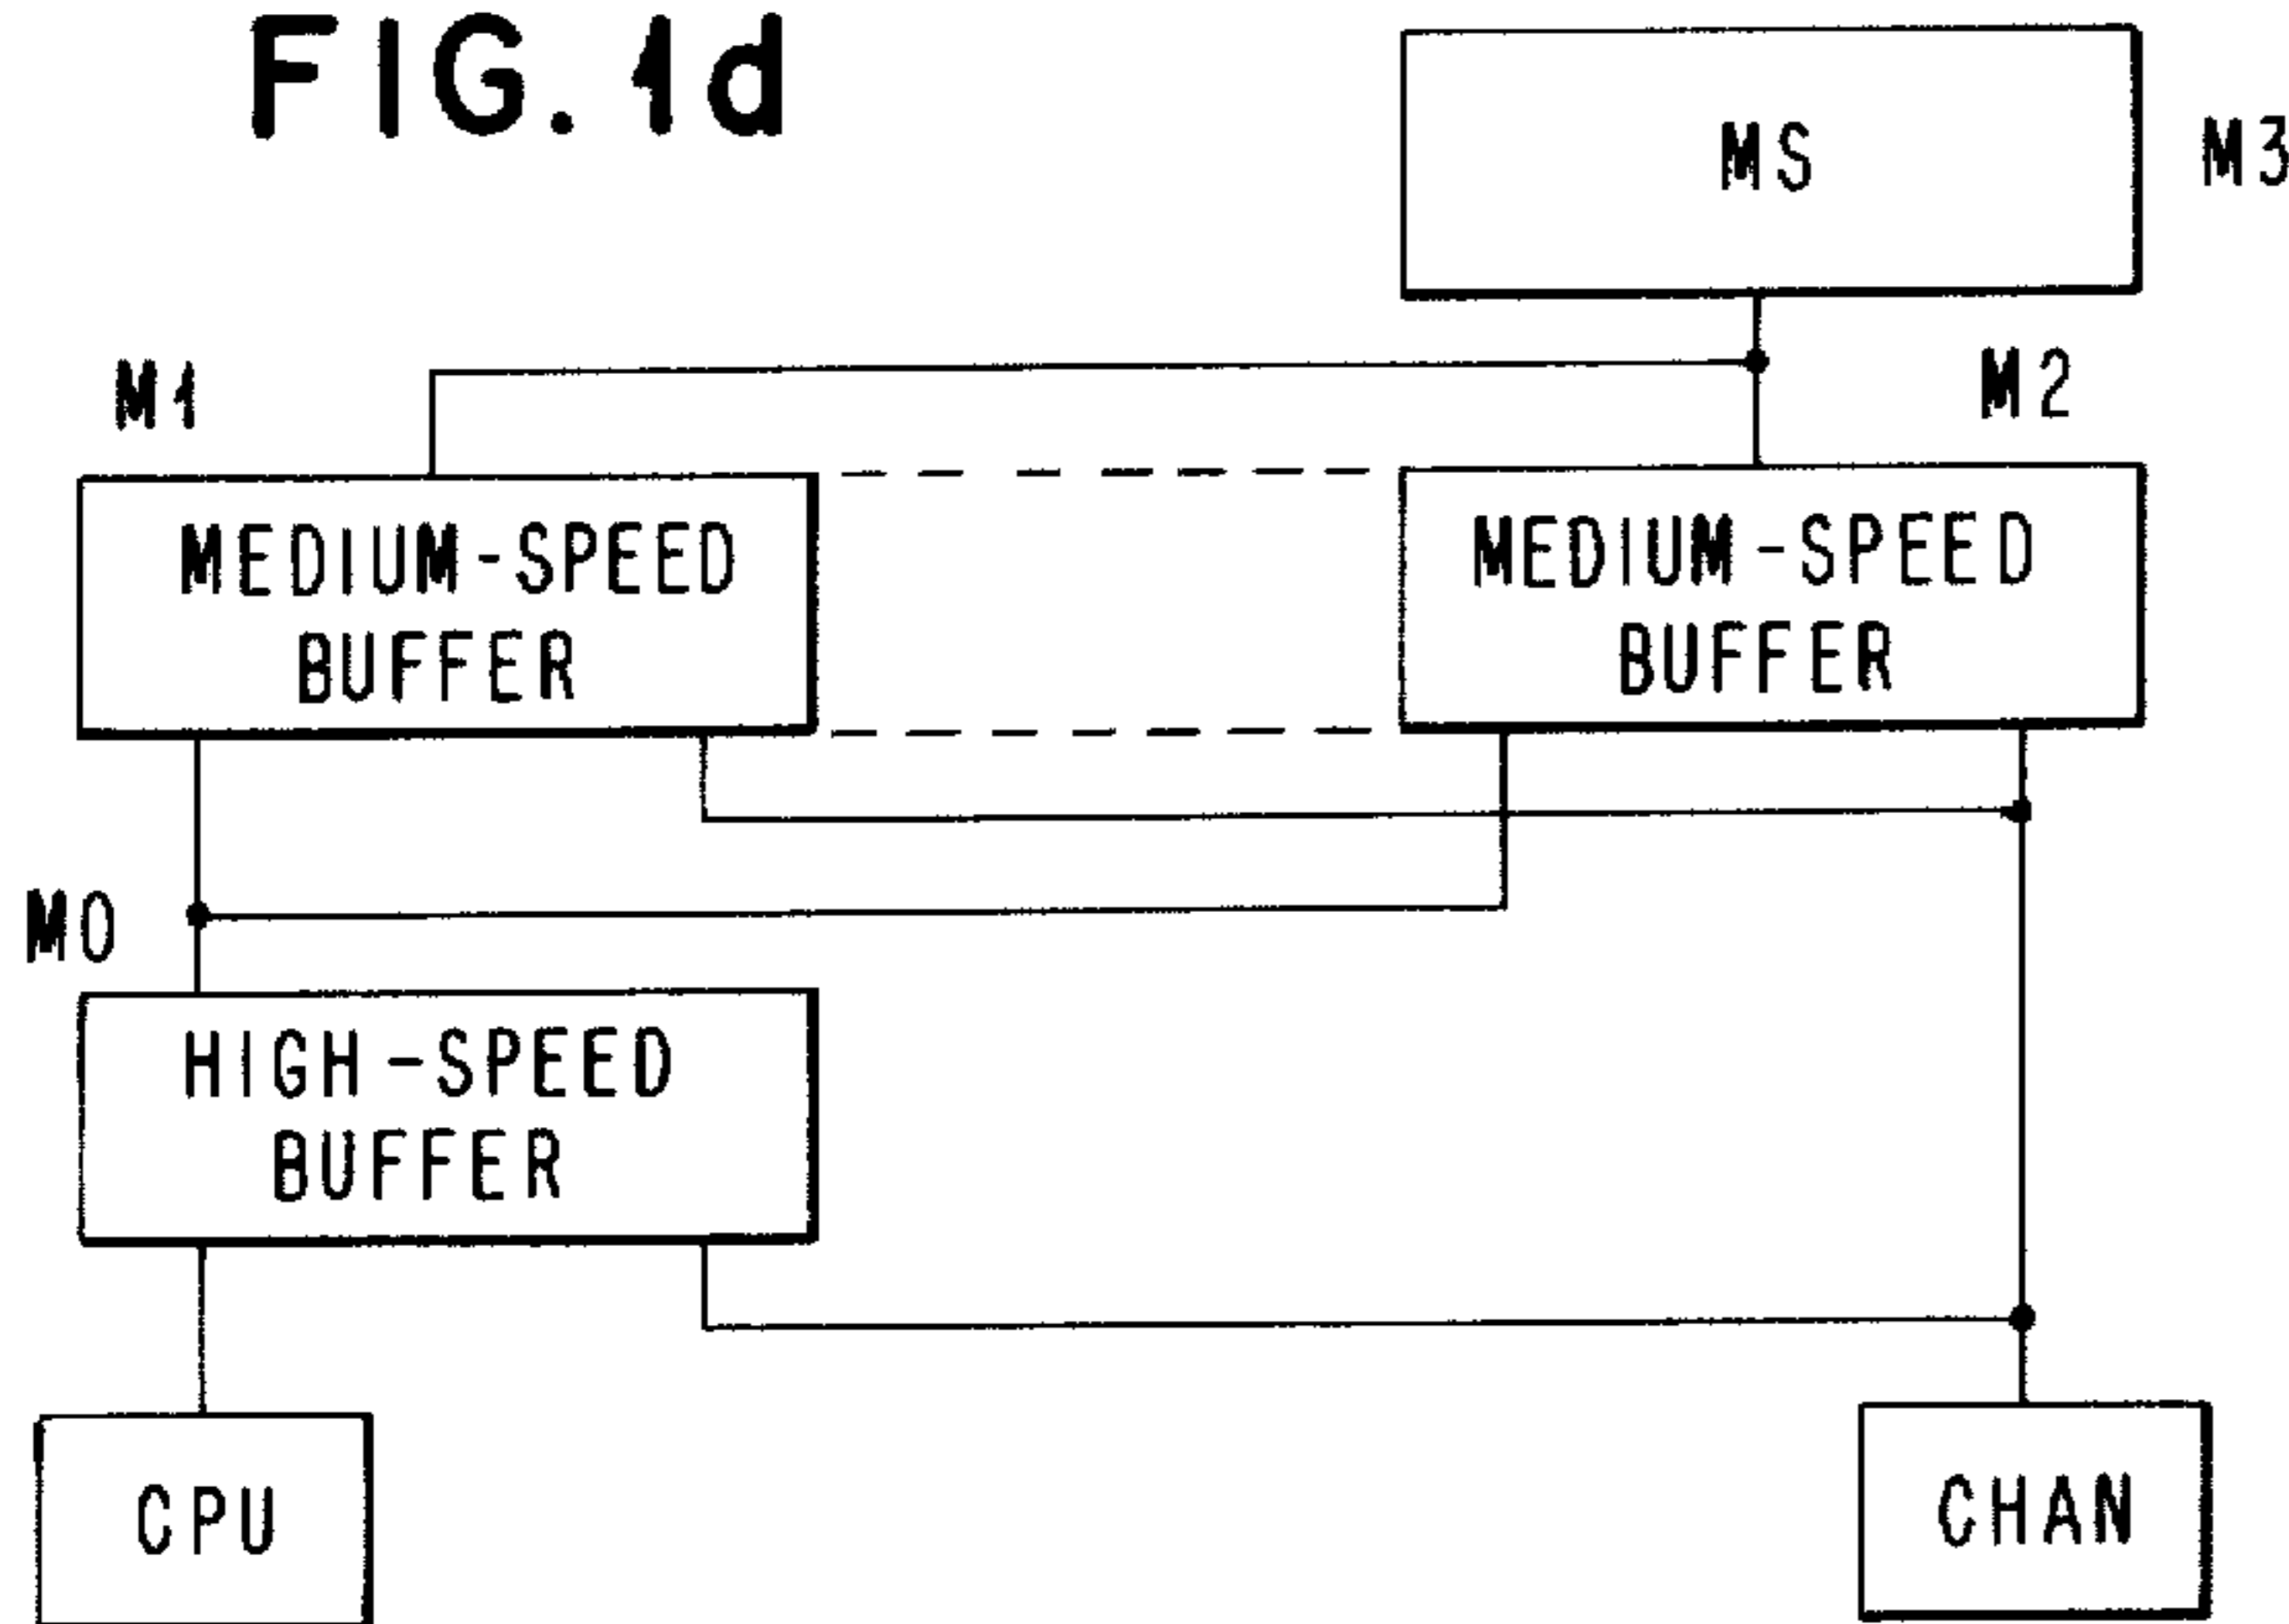 FIG. 1d
MS
M3
M1
M2
MEDIUM-SPEED
BUFFER
MEDIUM-SPEED
BUFFER
M0
HIGH-SPEED
BUFFER
CPU
CHAN